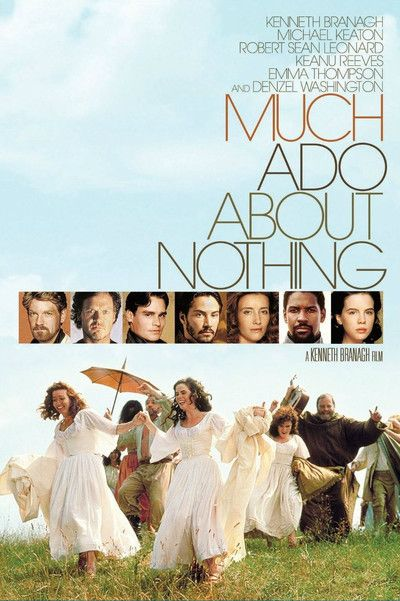 KENNETH BRANAGH
MICHAEL KEATON
ROBERT SEAN LEONARD
KEANU REEVES
EMMA THOMPSON
AND DENZEL WASHINGTON
MUCH
ADO
ABOUT
NOTHING
A KENNETH BRANAGH FILM